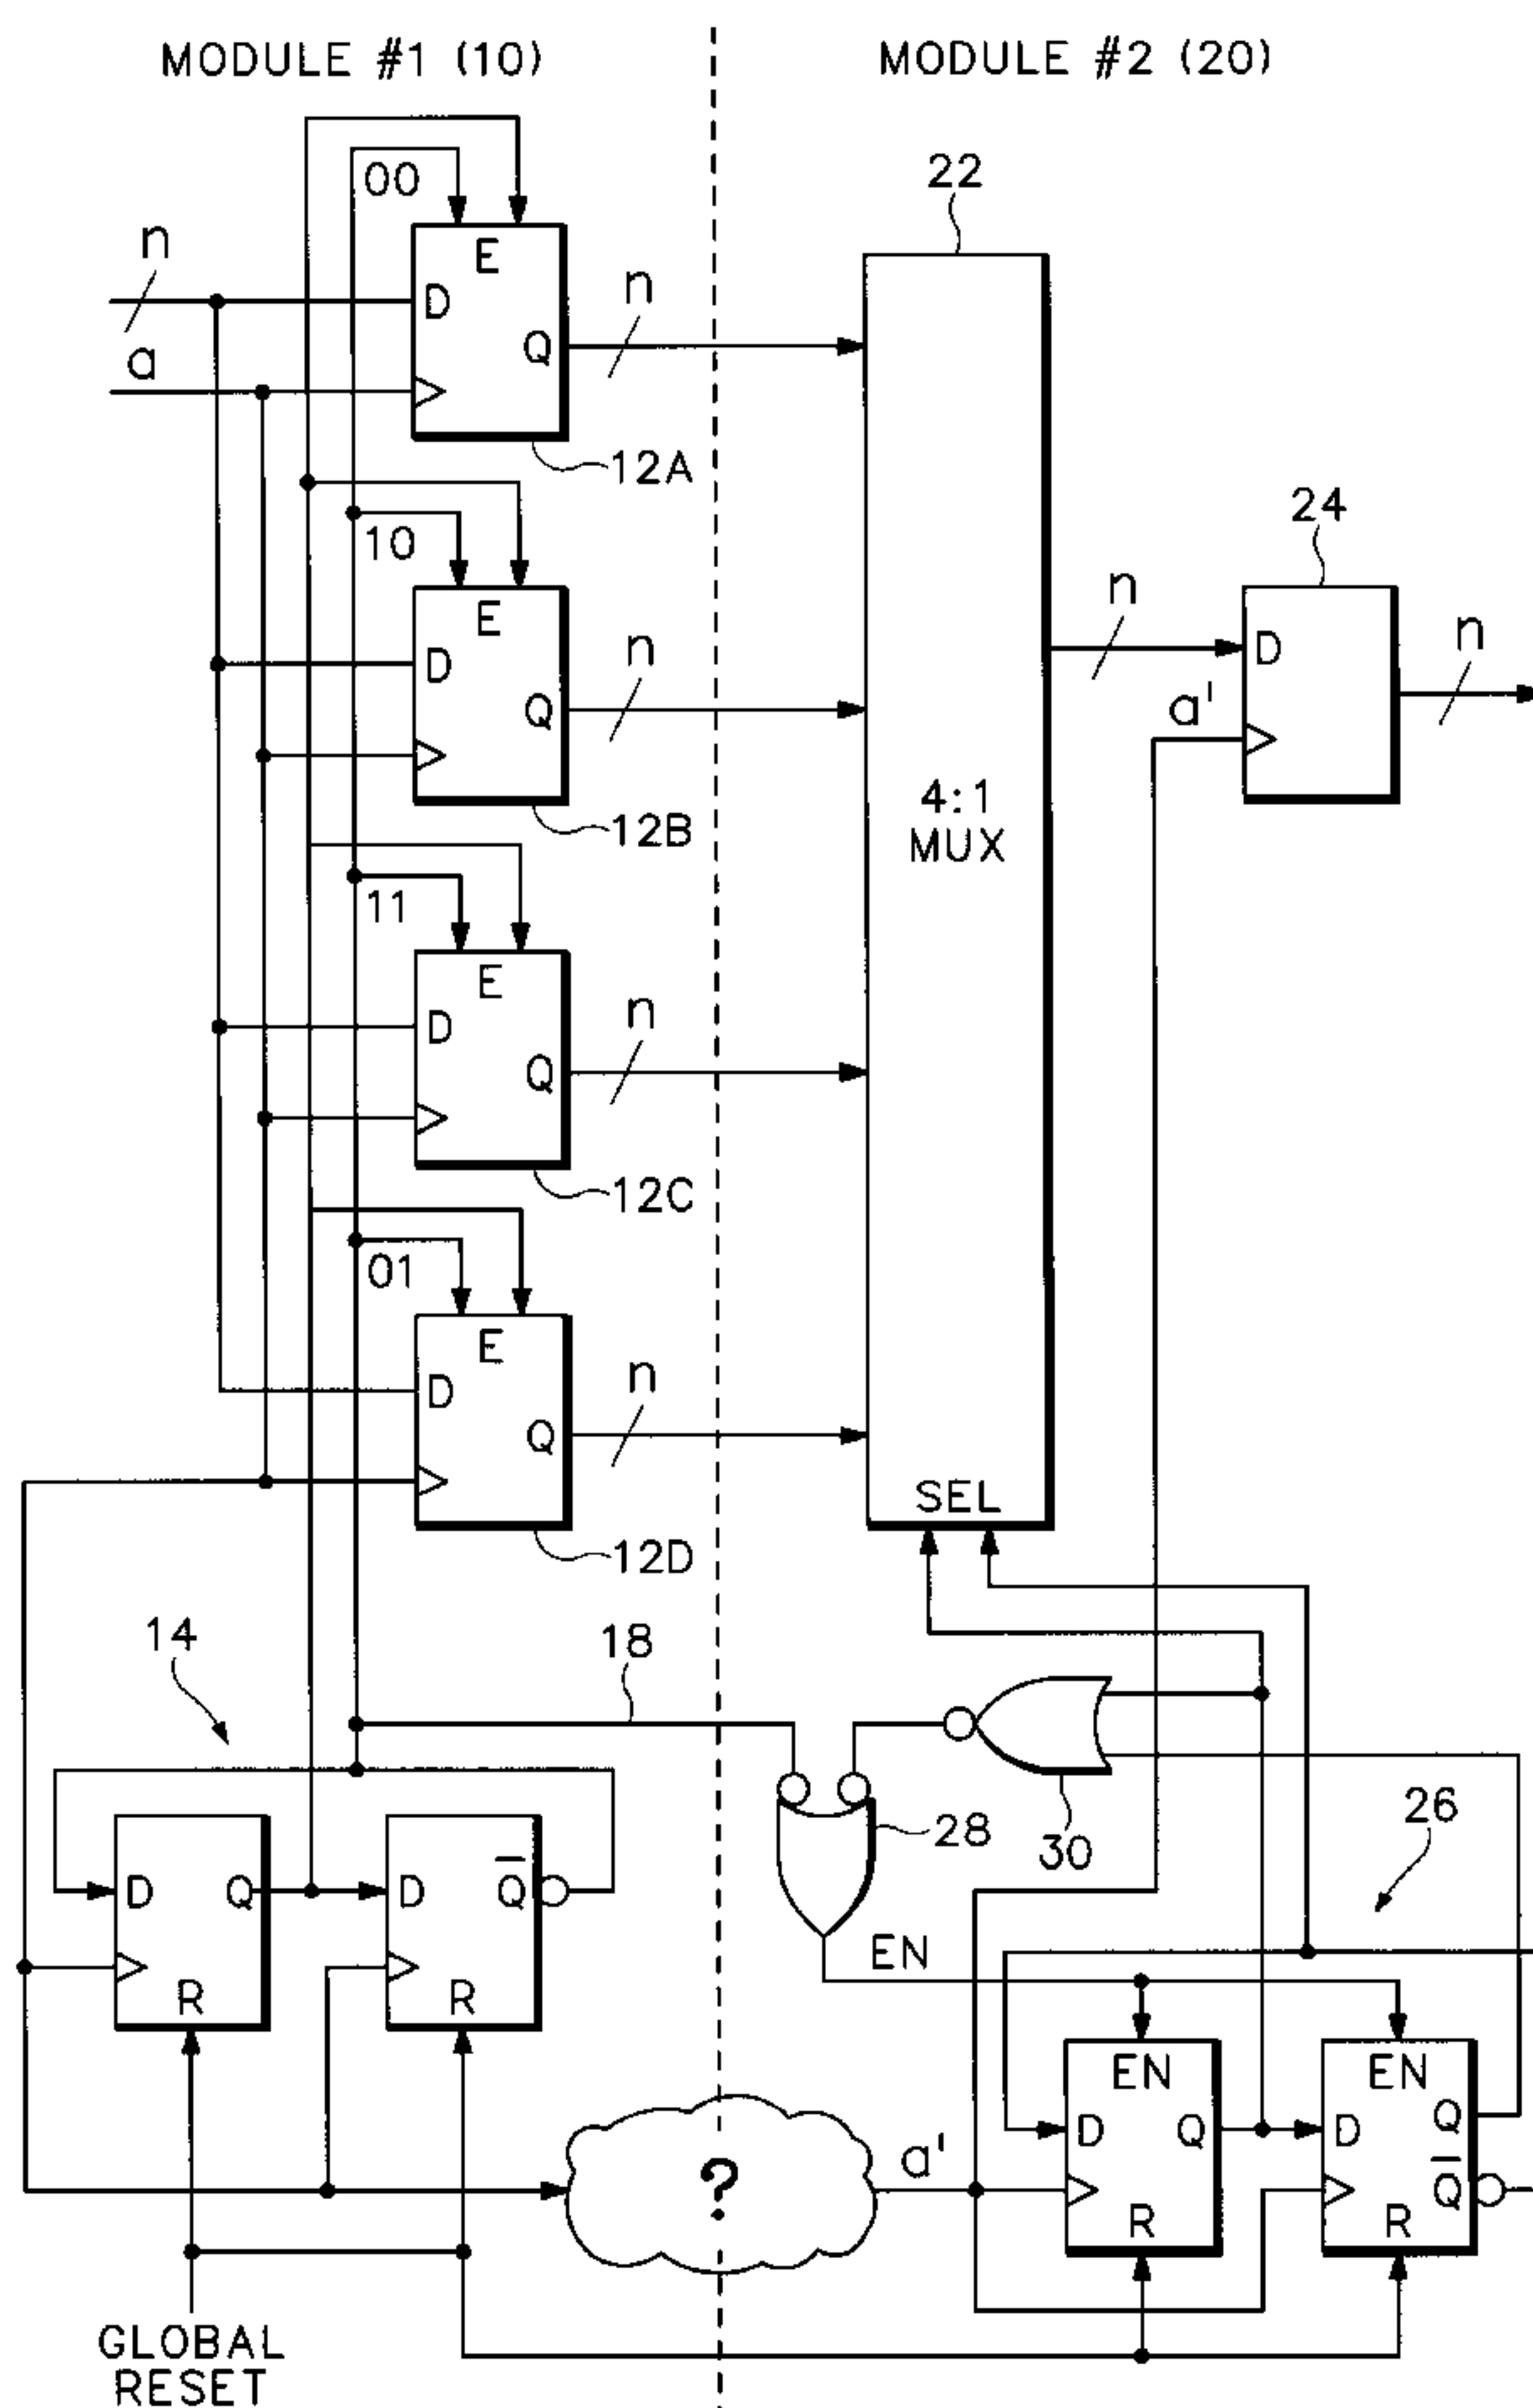 MODULE #1 (10)
MODULE #2 (20)
00
22
n
E
n
D
a
Q
12A
10
24
n
n
E
n
D
D
Q
a'
4:1
MUX
12B
11
E
n
D
Q
12C
01
E
n
D
Q
SEL
12D
14
18
28
30
26
D
Q
D
Q
EN
R
R
EN
EN
D
Q
D
Q
?
a'
Q
R
R
GLOBAL
RESET